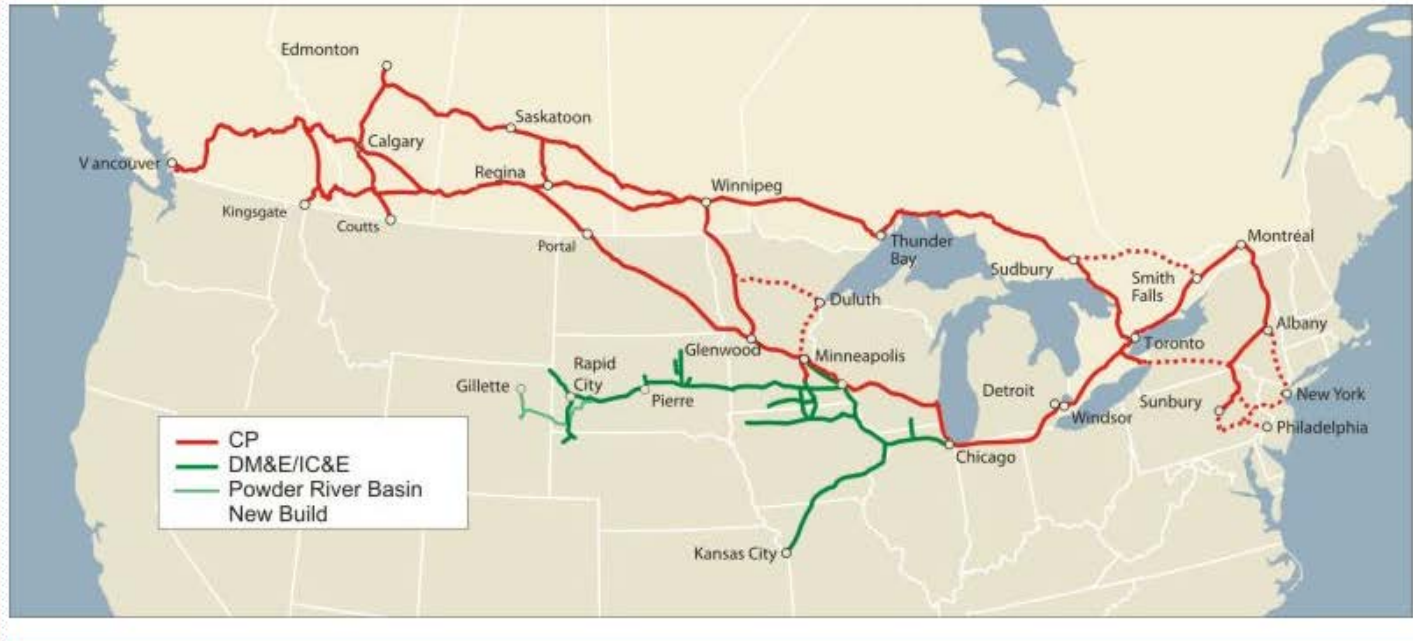 Edmonton
Saskatoon
Calgary
Vancouver
Regina
Winnipeg
Kingsgate
Coutts
Portal
Thunder
Bay
Sudbury
Smith
Falls
Montréal
Duluth
Albany
Toronto
Glenwood
Minneapolis
Rapid
City
Gillette
Pierre
Detroit
Windsor
Sunbury
New York
Philadelphia
Chicago
Kansas City
CP
DM&E/IC&E
Powder River Basin
New Build